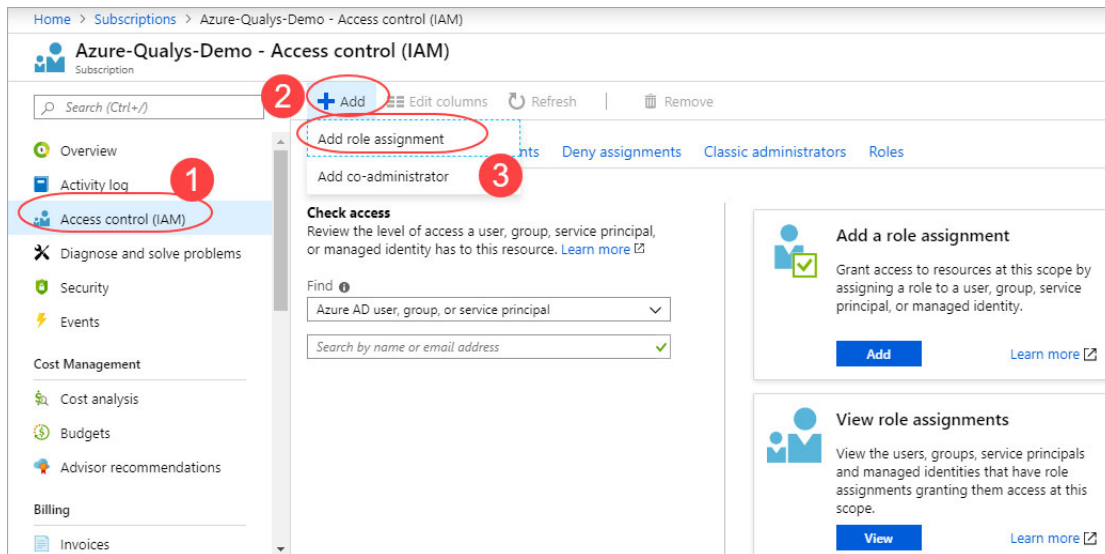 Home > Subscriptions > Azure-Qualys-Demo - Access control (IAM)
Azure-Qualys-Demo - Access control (IAM)
Subscription
Search (Ctrl+/)
Overview
Activity log
1
Access control (IAM)
Diagnose and solve problems
Security
Events
Cost Management
Cost analysis
Budgets
Advisor recommendations
Billing
Invoices
2
Add Edit columns Refresh | Remove
Add role assignment
Add co-administrator
3
Deny assignments Classic administrators Roles
Check access
Review the level of access a user, group, service principal,
or managed identity has to this resource. Learn more
Find
Azure AD user, group, or service principal
Search by name or email address
Add a role assignment
Grant access to resources at this scope by
assigning a role to a user, group, service
principal, or managed identity.
Add Learn more
View role assignments
View the users, groups, service principals
and managed identities that have role
assignments granting them access at this
scope.
View Learn more